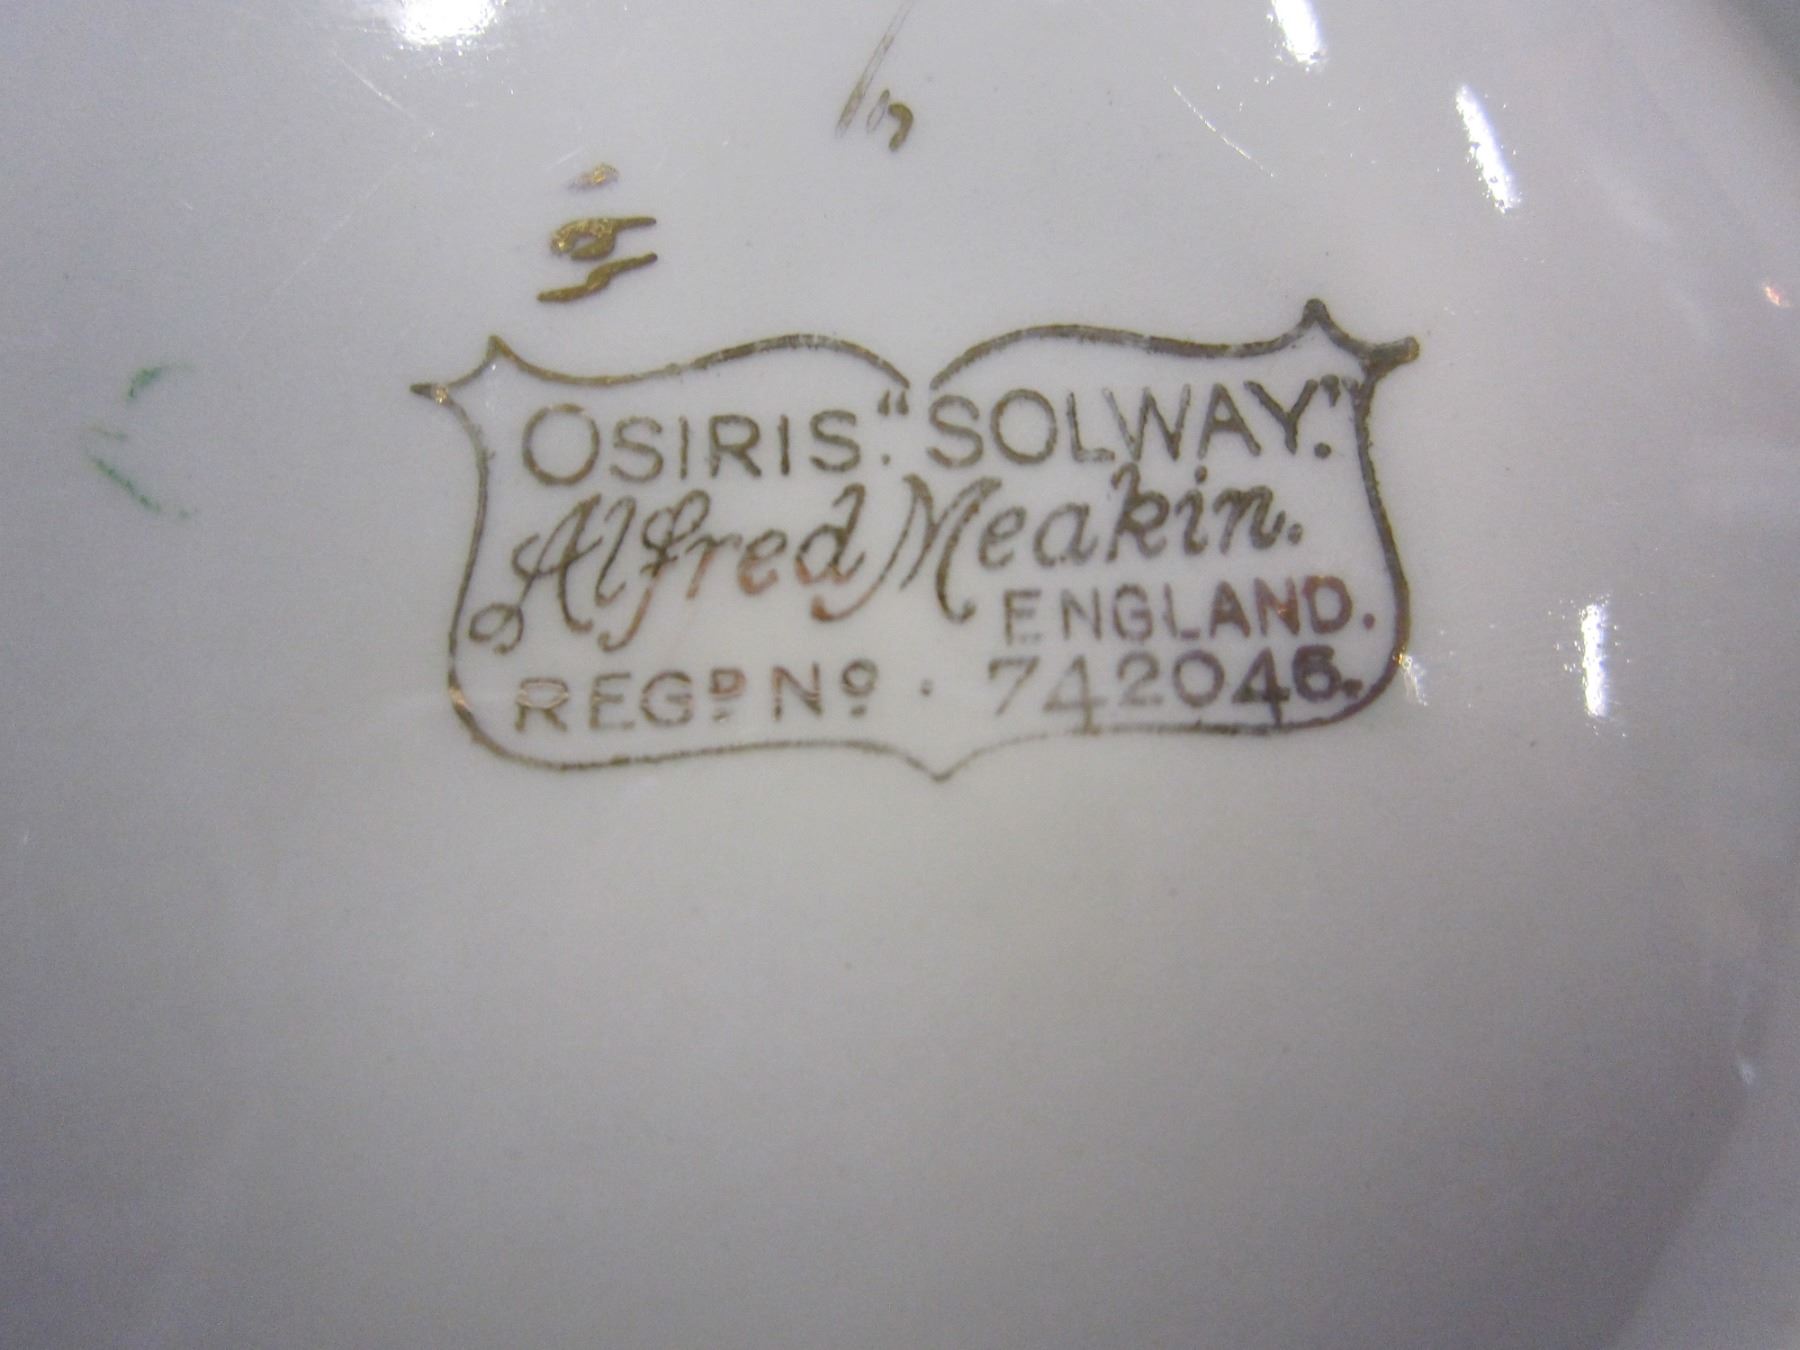 OSIRIS. "SOLWAY."
Alfred Meakin.
ENGLAND.
REGD No. 742046.